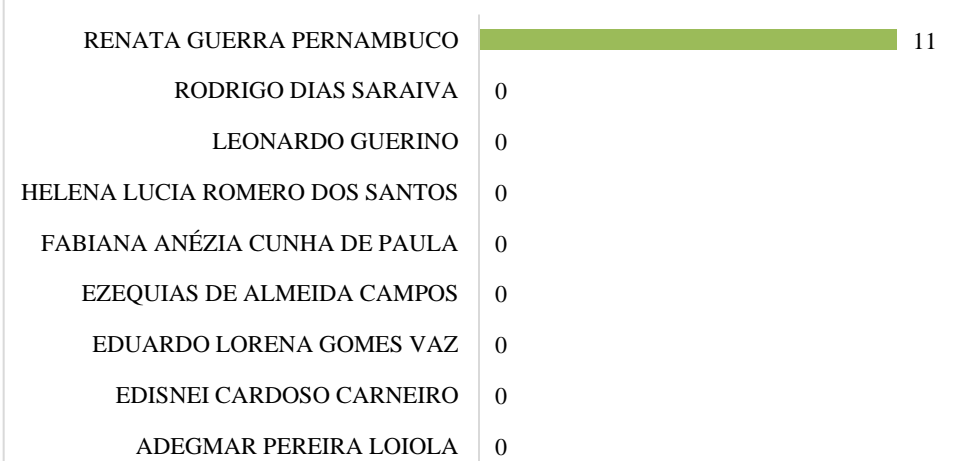 RENATA GUERRA PERNAMBUCO 11
RODRIGO DIAS SARAIVA 0
LEONARDO GUERINO 0
HELENA LUCIA ROMERO DOS SANTOS 0
FABIANA ANÉZIA CUNHA DE PAULA 0
EZEQUIAS DE ALMEIDA CAMPOS 0
EDUARDO LORENA GOMES VAZ 0
EDISNEI CARDOSO CARNEIRO 0
ADEGMAR PEREIRA LOIOLA 0